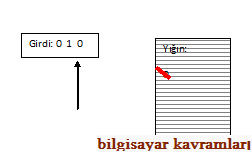 Girdi: 0 1 0
Yığın:
bilgisayar kavramları